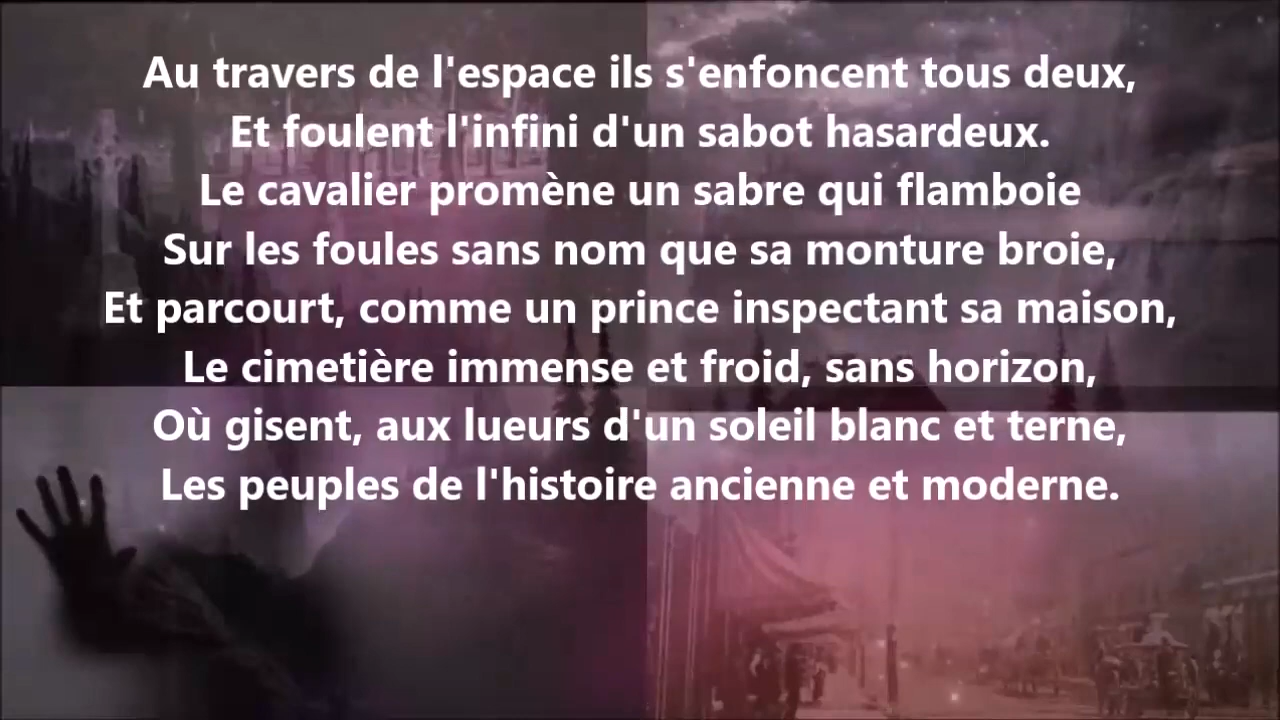 Au travers de l'espace ils s'enfoncent tous deux,
Et foulent l'infini d'un sabot hasardeux.
Le cavalier promène un sabre qui flamboie
Sur les foules sans nom que sa monture broie,
Et parcourt, comme un prince inspectant sa maison,
Le cimetière immense et froid, sans horizon,
Où gisent, aux lueurs d'un soleil blanc et terne,
Les peuples de l'histoire ancienne et moderne.